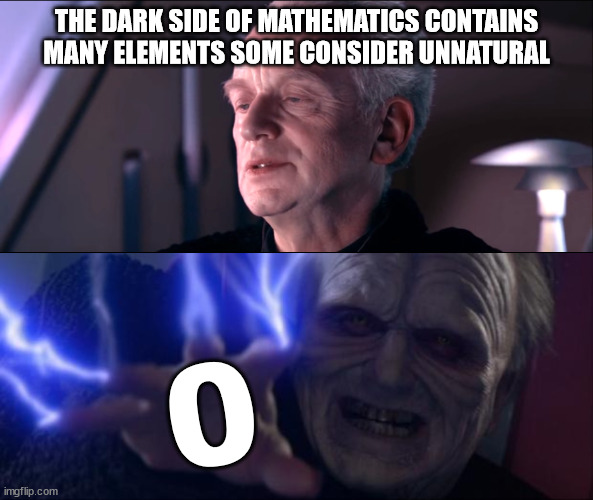 THE DARK SIDE OF MATHEMATICS CONTAINS
MANY ELEMENTS SOME CONSIDER UNNATURAL
0
imgflip.com